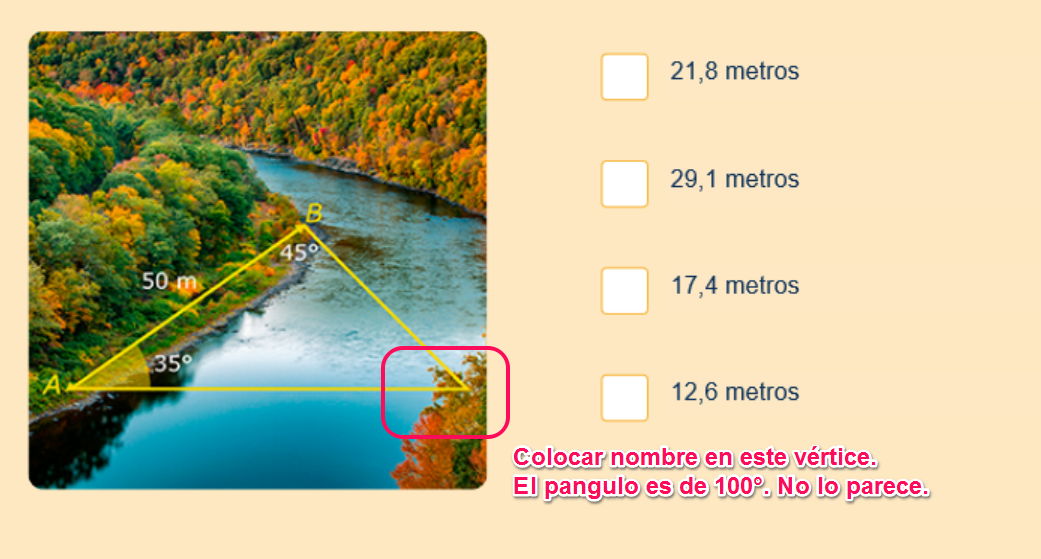 21,8 metros
29,1 metros
B
45°
50 m
17,4 metros
35°
A
12,6 metros
Colocar nombre en este vértice.
El pangulo es de 100°. No lo parece.